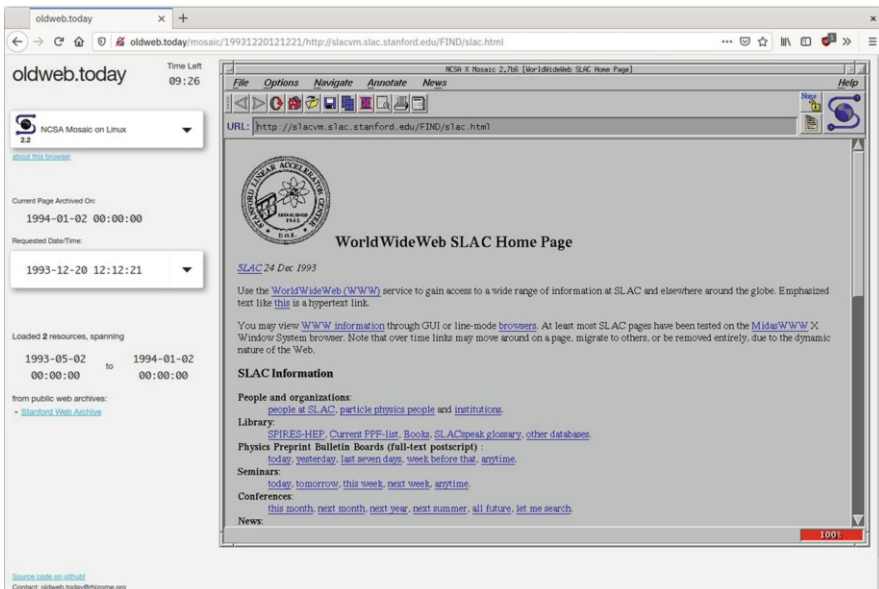 oldweb.today
oldweb.today/mosaic/19931220121221/http://slacvm.slac.stanford.edu/FIND/slac.html
oldweb.today
Time Left
09:26
NCSA Mosaic on Linux
2.2
about this browser
Current Page Archived On:
1994-01-02 00:00:00
Requested Date/Time:
1993-12-20 12:12:21
Loaded 2 resources, spanning
1993-05-02 00:00:00 to 1994-01-02 00:00:00
from public web archives:
- Stanford Web Archive
Source code on github!
Contact: oldweb.today@rhizome.org
NCSA X Mosaic 2.7b6 [WorldWideWeb SLAC Home Page]
File Options Navigate Annotate News Help
URL: http://slacvm.slac.stanford.edu/FIND/slac.html
None
STANFORD LINEAR ACCELERATOR CENTER
ESTABLISHED
1962
D.O.E.
WorldWideWeb SLAC Home Page
SLAC 24 Dec 1993
Use the WorldWideWeb (WWW) service to gain access to a wide range of information at SLAC and elsewhere around the globe. Emphasized
text like this is a hypertext link.
You may view WWW information through GUI or line-mode browsers. At least most SLAC pages have been tested on the MidasWWW X
Window System browser. Note that over time links may move around on a page, migrate to others, or be removed entirely, due to the dynamic
nature of the Web.
SLAC Information
People and organizations:
people at SLAC, particle physics people and institutions.
Library:
SPIRES-HEP, Current PPF-list, Books, SLACspeak glossary, other databases.
Physics Preprint Bulletin Boards (full-text postscript) :
today, yesterday, last seven days, week before that, anytime.
Seminars:
today, tomorrow, this week, next week, anytime.
Conferences:
this month, next month, next year, next summer, all future, let me search.
News:
100%